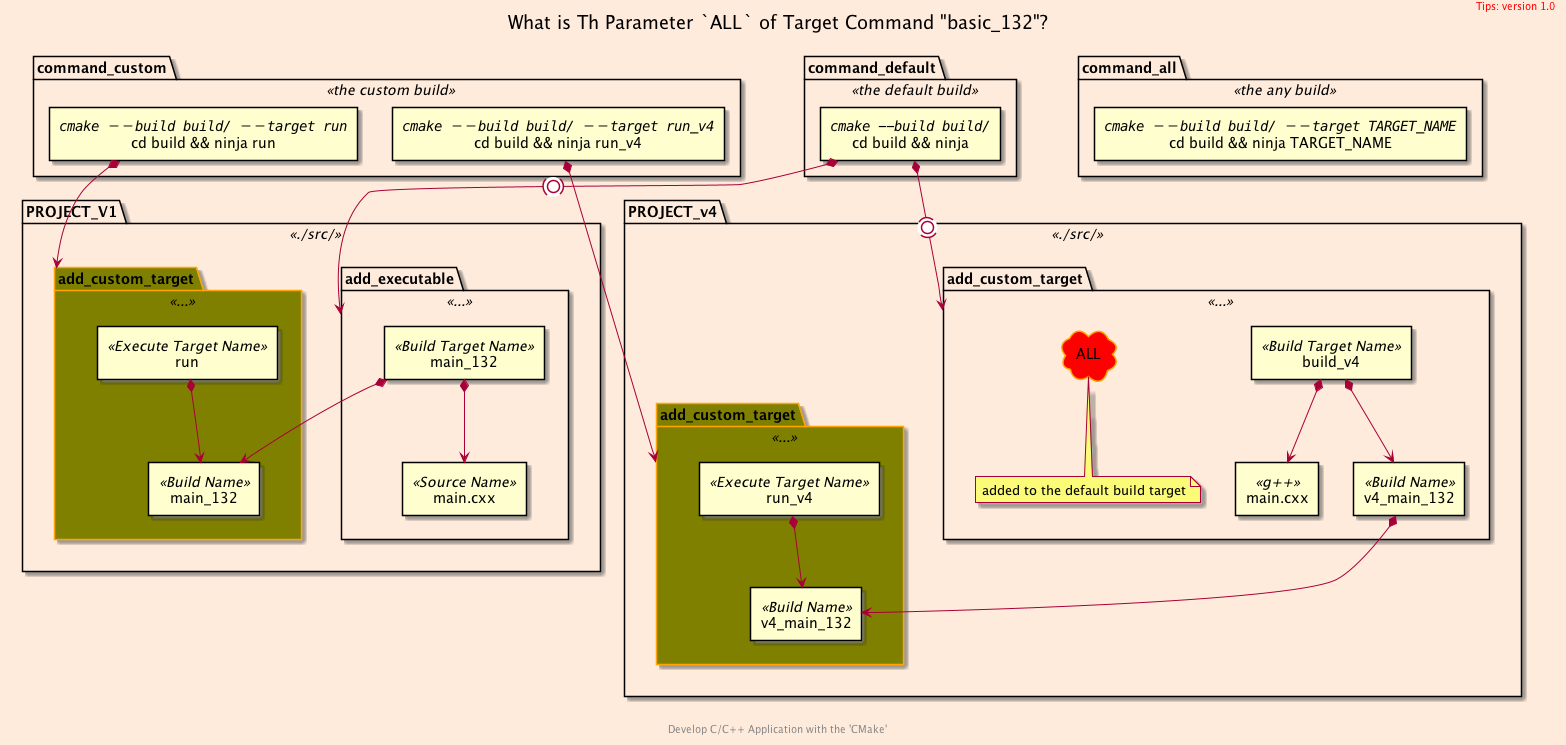 Tips: version 1.0
What is Th Parameter `ALL` of Target Command "basic_132"?
command_custom
«the custom build»
cmake --build build/ --target run
cd build && ninja run
cmake --build build/ --target run_v4
cd build && ninja run_v4
command_default
«the default build»
cmake --build build/
cd build && ninja
command_all
«the any build»
cmake --build build/ --target TARGET_NAME
cd build && ninja TARGET_NAME
PROJECT_V1
«./src/»
add_custom_target
«...»
«Execute Target Name»
run
«Build Name»
main_132
add_executable
«...»
«Build Target Name»
main_132
«Source Name»
main.cxx
PROJECT_v4
«./src/»
add_custom_target
«...»
«Execute Target Name»
run_v4
«Build Name»
v4_main_132
add_custom_target
«...»
ALL
added to the default build target
«Build Target Name»
build_v4
«g++»
main.cxx
«Build Name»
v4_main_132
Develop C/C++ Application with the 'CMake'